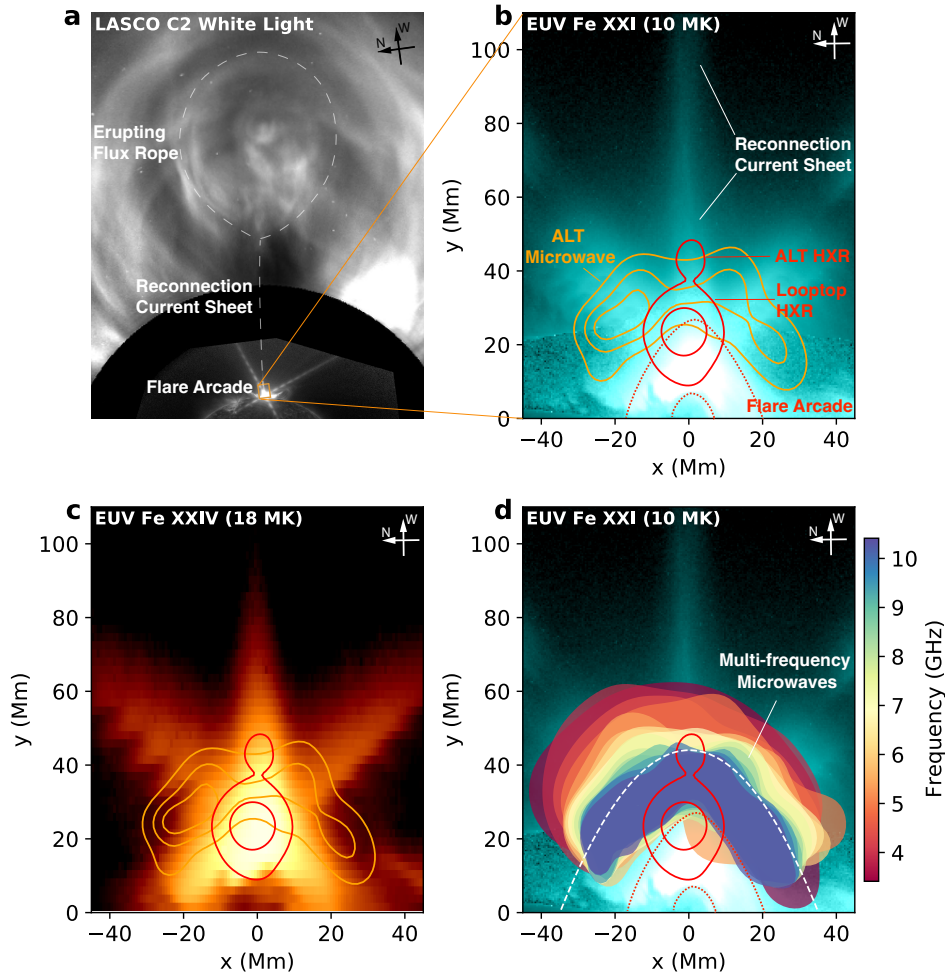 a
LASCO C2 White Light
N
W
Erupting
Flux Rope
Reconnection
Current Sheet
Flare Arcade
b
EUV Fe XXI (10 MK)
N
W
Reconnection
Current Sheet
ALT
Microwave
ALT HXR
Looptop
HXR
Flare Arcade
y (Mm)
100
80
60
40
20
0
−40
−20
0
20
40
x (Mm)
c
EUV Fe XXIV (18 MK)
N
W
y (Mm)
100
80
60
40
20
0
−40
−20
0
20
40
x (Mm)
d
EUV Fe XXI (10 MK)
N
W
Multi-frequency
Microwaves
y (Mm)
100
80
60
40
20
0
−40
−20
0
20
40
x (Mm)
10
9
8
7
6
5
4
Frequency (GHz)